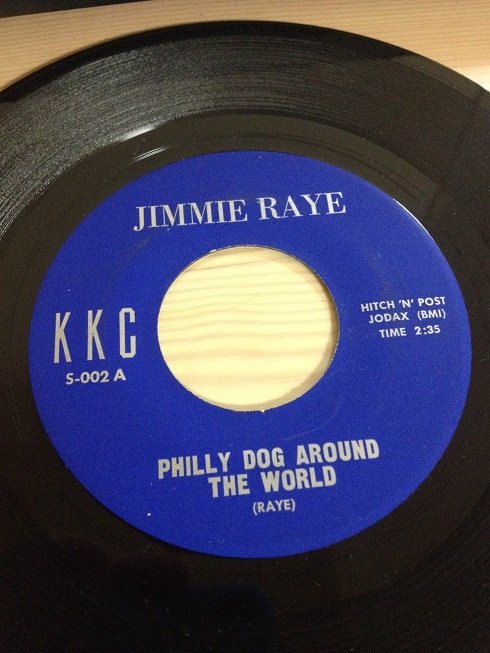 JIMMIE RAYE
KKC
S-002 A
HITCH 'N' POST
JODAX (BMI)
TIME 2:35
PHILLY DOG AROUND
THE WORLD
(RAYE)